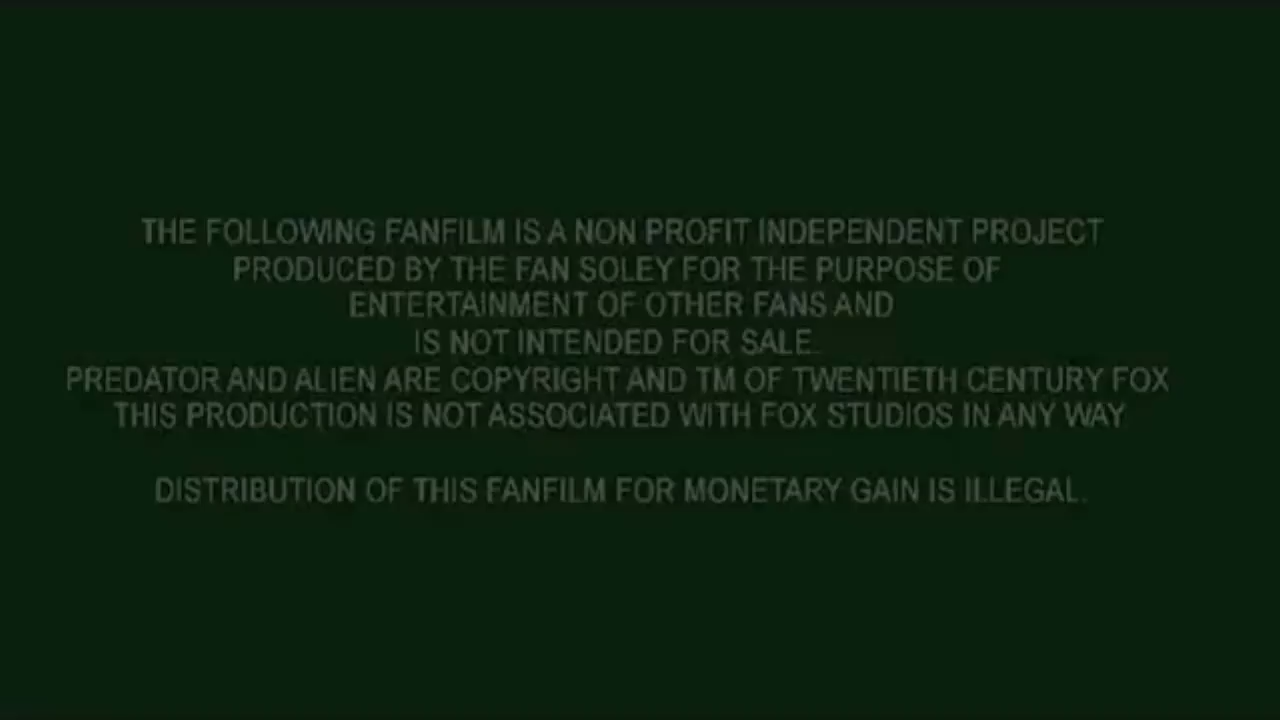 THE FOLLOWING FANFILM IS A NON PROFIT INDEPENDENT PROJECT
PRODUCED BY THE FAN SOLEY FOR THE PURPOSE OF
ENTERTAINMENT OF OTHER FANS AND
IS NOT INTENDED FOR SALE.
PREDATOR AND ALIEN ARE COPYRIGHT AND TM OF TWENTIETH CENTURY FOX
THIS PRODUCTION IS NOT ASSOCIATED WITH FOX STUDIOS IN ANY WAY
DISTRIBUTION OF THIS FANFILM FOR MONETARY GAIN IS ILLEGAL.